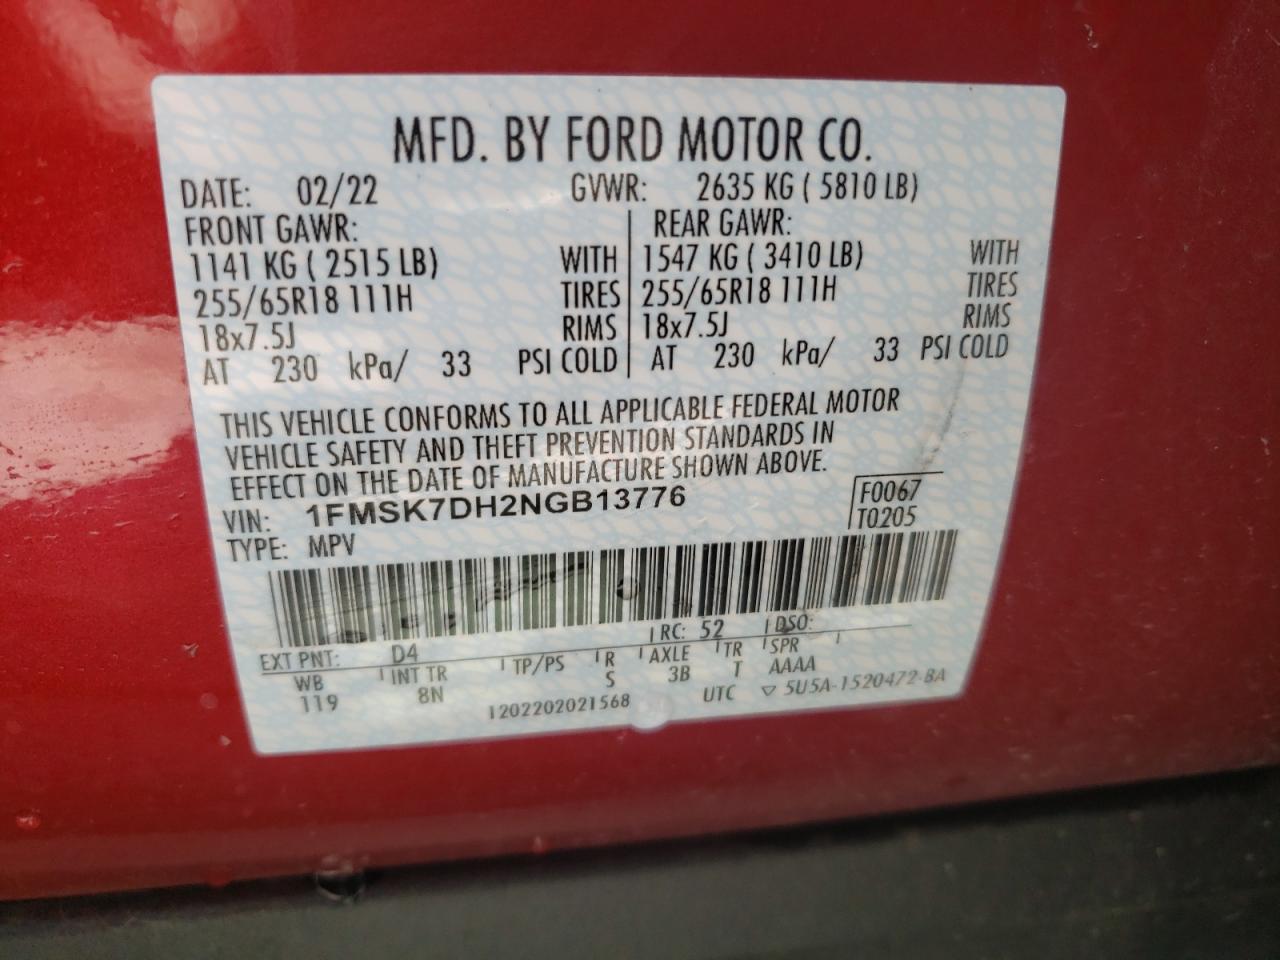 MFD. BY FORD MOTOR CO.
DATE: 02/22 GVWR: 2635 KG ( 5810 LB)
FRONT GAWR: REAR GAWR:
1141 KG ( 2515 LB) WITH 1547 KG ( 3410 LB) WITH
255/65R18 111H TIRES 255/65R18 111H TIRES
18x7.5J RIMS 18x7.5J RIMS
AT 230 kPa/ 33 PSI COLD AT 230 kPa/ 33 PSI COLD
THIS VEHICLE CONFORMS TO ALL APPLICABLE FEDERAL MOTOR
VEHICLE SAFETY AND THEFT PREVENTION STANDARDS IN
EFFECT ON THE DATE OF MANUFACTURE SHOWN ABOVE.
VIN: 1FMSK7DH2NGB13776 F0067
TYPE: MPV T0205
EXT PNT: D4 RC: 52 DSO:
WB INT TR TP/PS R AXLE TR SPR
119 8N S 3B T AAAA
1202202021568 UTC ▽ 5U5A-1520472-BA